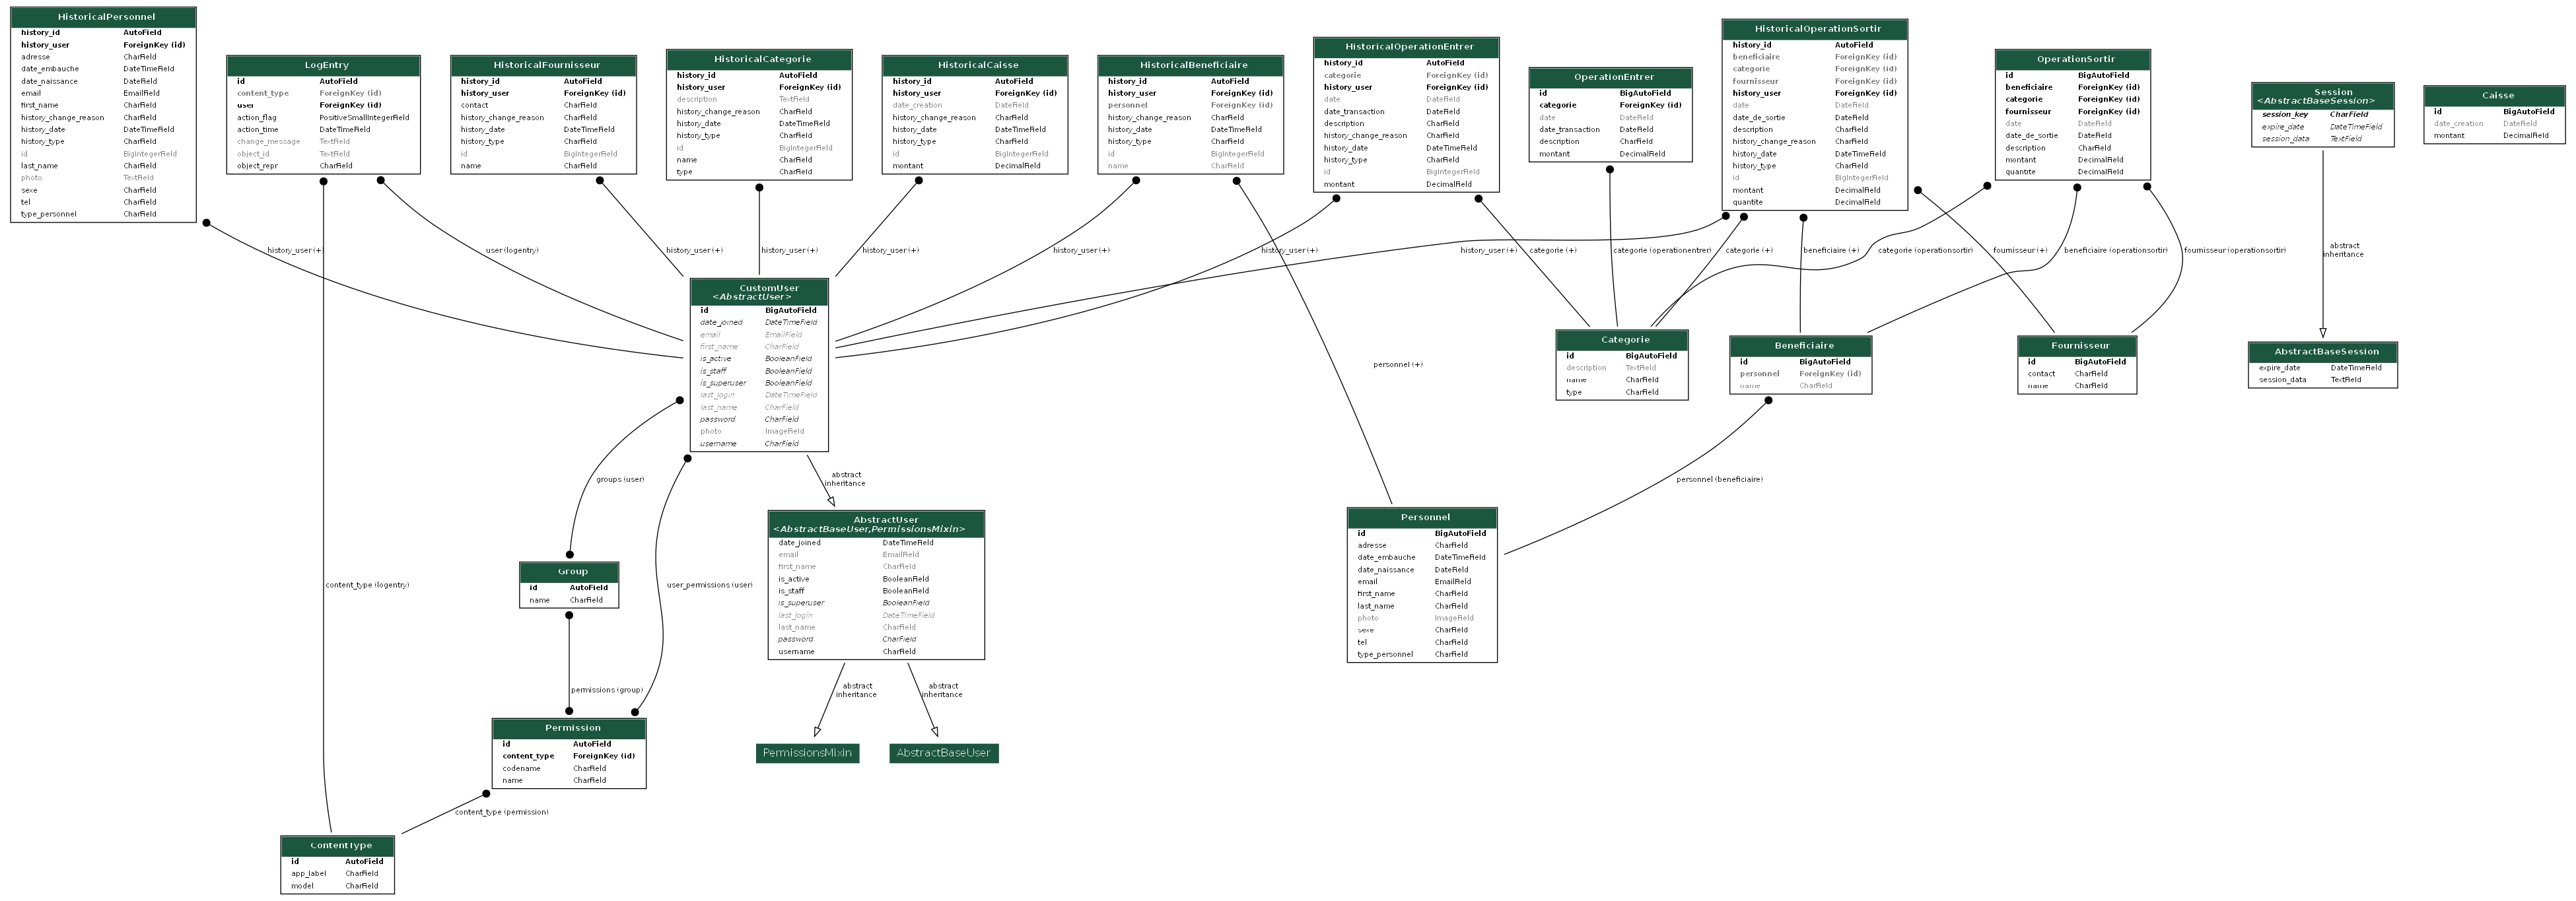 HistoricalPersonnel
history_id AutoField
history_user ForeignKey (id)
adresse CharField
date_embauche DateTimeField
date_naissance DateField
email EmailField
first_name CharField
history_change_reason CharField
history_date DateTimeField
history_type CharField
id BigIntegerField
last_name CharField
photo TextField
sexe CharField
tel CharField
type_personnel CharField
LogEntry
id AutoField
content_type ForeignKey (id)
user ForeignKey (id)
action_flag PositiveSmallIntegerField
action_time DateTimeField
change_message TextField
object_id TextField
object_repr CharField
HistoricalFournisseur
history_id AutoField
history_user ForeignKey (id)
contact CharField
history_change_reason CharField
history_date DateTimeField
history_type CharField
id BigIntegerField
name CharField
HistoricalCategorie
history_id AutoField
history_user ForeignKey (id)
description TextField
history_change_reason CharField
history_date DateTimeField
history_type CharField
id BigIntegerField
name CharField
type CharField
HistoricalCaisse
history_id AutoField
history_user ForeignKey (id)
date_creation DateField
history_change_reason CharField
history_date DateTimeField
history_type CharField
id BigIntegerField
montant DecimalField
HistoricalBeneficiaire
history_id AutoField
history_user ForeignKey (id)
personnel ForeignKey (id)
history_change_reason CharField
history_date DateTimeField
history_type CharField
id BigIntegerField
name CharField
HistoricalOperationEntrer
history_id AutoField
categorie ForeignKey (id)
history_user ForeignKey (id)
date DateField
date_transaction DateField
description CharField
history_change_reason CharField
history_date DateTimeField
history_type CharField
id BigIntegerField
montant DecimalField
OperationEntrer
id BigAutoField
categorie ForeignKey (id)
date DateField
date_transaction DateField
description CharField
montant DecimalField
HistoricalOperationSortir
history_id AutoField
beneficiaire ForeignKey (id)
categorie ForeignKey (id)
fournisseur ForeignKey (id)
history_user ForeignKey (id)
date DateField
date_de_sortie DateField
description CharField
history_change_reason CharField
history_date DateTimeField
history_type CharField
id BigIntegerField
montant DecimalField
quantite DecimalField
OperationSortir
id BigAutoField
beneficiaire ForeignKey (id)
categorie ForeignKey (id)
fournisseur ForeignKey (id)
date DateField
date_de_sortie DateField
description CharField
montant DecimalField
quantite DecimalField
Session
<AbstractBaseSession>
session_key CharField
expire_date DateTimeField
session_data TextField
Caisse
id BigAutoField
date_creation DateField
montant DecimalField
history_user (+)
user (logentry)
history_user (+)
history_user (+)
history_user (+)
history_user (+)
history_user (+)
history_user (+)
categorie (+)
categorie (operationentrer)
categorie (+)
beneficiaire (+)
categorie (operationsortir)
fournisseur (+)
beneficiaire (operationsortir)
fournisseur (operationsortir)
abstract
inheritance
CustomUser
<AbstractUser>
id BigAutoField
date_joined DateTimeField
email EmailField
first_name CharField
is_active BooleanField
is_staff BooleanField
is_superuser BooleanField
last_login DateTimeField
last_name CharField
password CharField
photo ImageField
username CharField
personnel (+)
Categorie
id BigAutoField
description TextField
name CharField
type CharField
Beneficiaire
id BigAutoField
personnel ForeignKey (id)
name CharField
Fournisseur
id BigAutoField
contact CharField
name CharField
AbstractBaseSession
expire_date DateTimeField
session_data TextField
groups (user)
abstract
inheritance
personnel (beneficiaire)
AbstractUser
<AbstractBaseUser,PermissionsMixin>
date_joined DateTimeField
email EmailField
first_name CharField
is_active BooleanField
is_staff BooleanField
is_superuser BooleanField
last_login DateTimeField
last_name CharField
password CharField
username CharField
Personnel
id BigAutoField
adresse CharField
date_embauche DateTimeField
date_naissance DateField
email EmailField
first_name CharField
last_name CharField
photo ImageField
sexe CharField
tel CharField
type_personnel CharField
content_type (logentry)
Group
id AutoField
name CharField
user_permissions (user)
permissions (group)
abstract
inheritance
abstract
inheritance
Permission
id AutoField
content_type ForeignKey (id)
codename CharField
name CharField
PermissionsMixin
AbstractBaseUser
content_type (permission)
ContentType
id AutoField
app_label CharField
model CharField